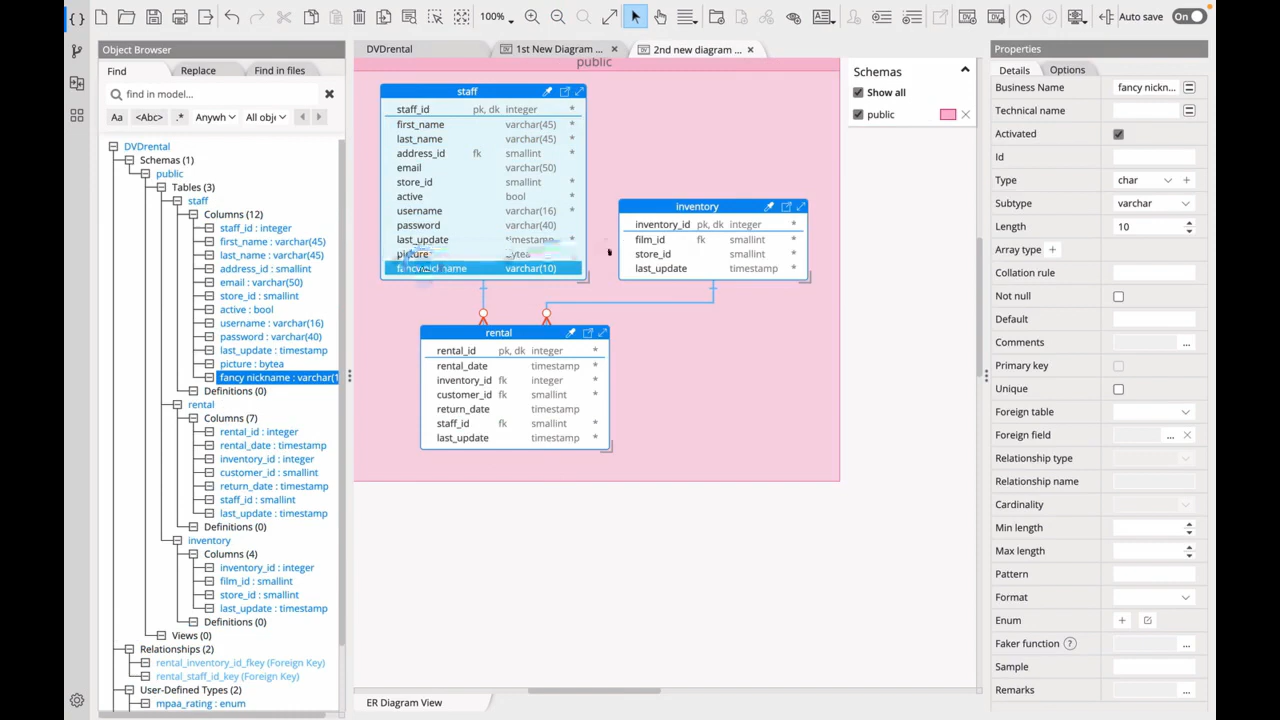 100%
Auto save
On
Object Browser
Find
Replace
Find in files
find in model...
Aa
<Abc>
.*
Anywh
All obj
DVDrental
Schemas (1)
public
Tables (3)
staff
Columns (12)
staff_id : integer
first_name : varchar(45)
last_name : varchar(45)
address_id : smallint
email : varchar(50)
store_id : smallint
active : bool
username : varchar(16)
password : varchar(40)
last_update : timestamp
picture : bytea
fancy nickname : varchar(1
Definitions (0)
rental
Columns (7)
rental_id : integer
rental_date : timestamp
inventory_id : integer
customer_id : smallint
return_date : timestamp
staff_id : smallint
last_update : timestamp
Definitions (0)
inventory
Columns (4)
inventory_id : integer
film_id : smallint
store_id : smallint
last_update : timestamp
Definitions (0)
Views (0)
Relationships (2)
rental_inventory_id_fkey (Foreign Key)
rental_staff_id_key (Foreign Key)
User-Defined Types (2)
mpaa_rating : enum
DVDrental
1st New Diagram ...
2nd new diagram ...
public
staff
staff_id pk, dk integer *
first_name varchar(45) *
last_name varchar(45) *
address_id fk smallint *
email varchar(50)
store_id smallint *
active bool *
username varchar(16) *
password varchar(40)
last_update timestamp *
picture bytea
varchar(10)
inventory
inventory_id pk, dk integer *
film_id fk smallint *
store_id smallint *
last_update timestamp *
rental
rental_id pk, dk integer *
rental_date timestamp *
inventory_id fk integer *
customer_id fk smallint *
return_date timestamp
staff_id fk smallint *
last_update timestamp *
Schemas
Show all
public
ER Diagram View
Properties
Details
Options
Business Name fancy nickn...
Technical name
Activated
Id
Type char
Subtype varchar
Length 10
Array type
Collation rule
Not null
Default
Comments ...
Primary key
Unique
Foreign table
Foreign field ...
Relationship type
Relationship name
Cardinality
Min length
Max length
Pattern
Format
Enum
Faker function ? ...
Sample
Remarks ...